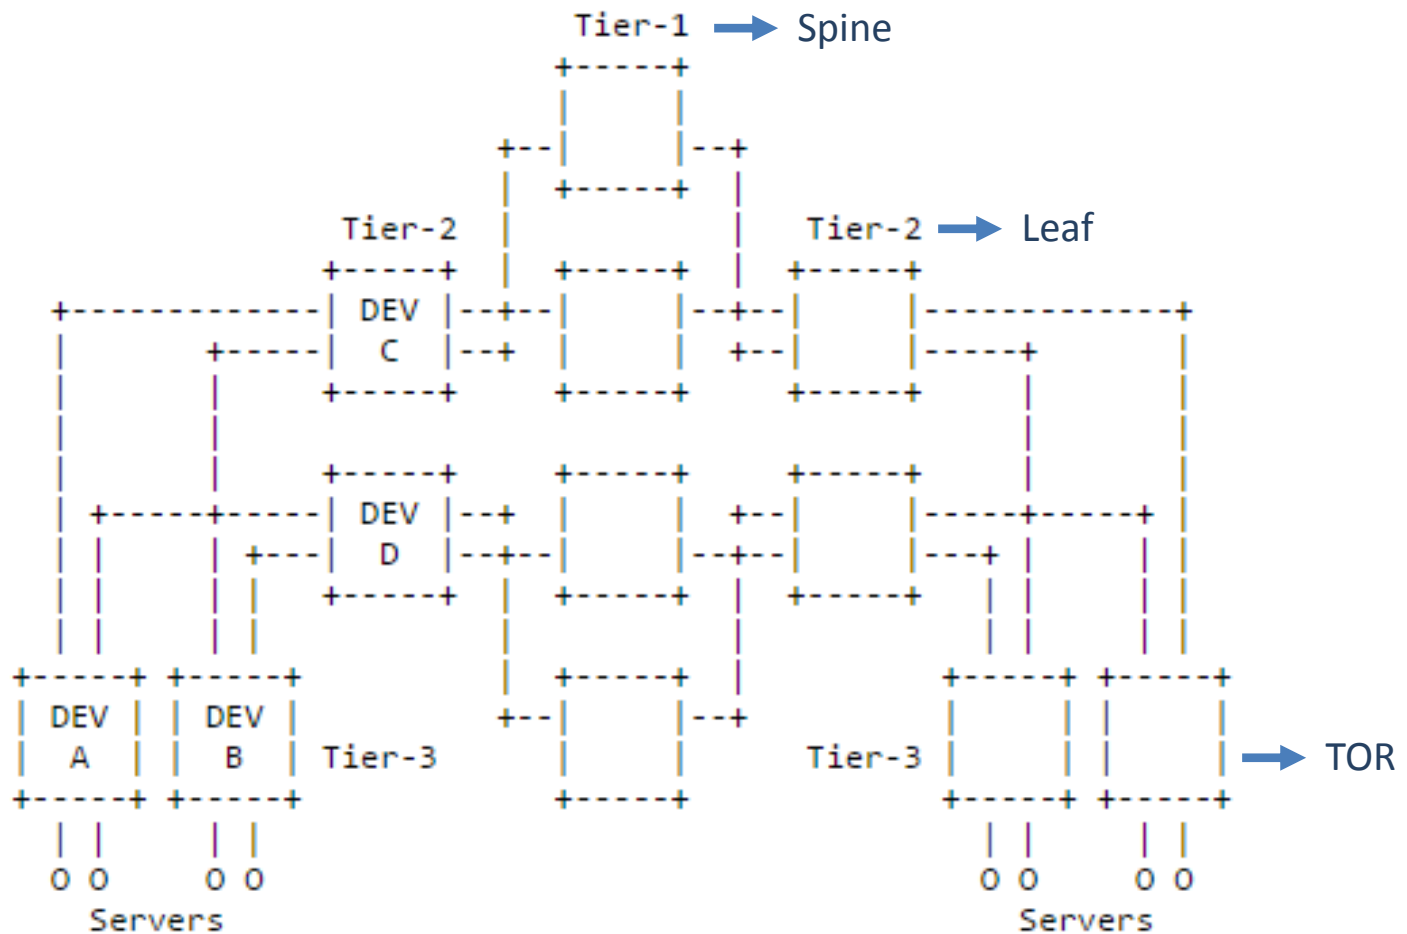 Tier-1 Spine
Tier-2 Tier-2 Leaf
DEV
C
DEV
D
DEV DEV
A B Tier-3 Tier-3 TOR
O O O O O O O O
Servers Servers